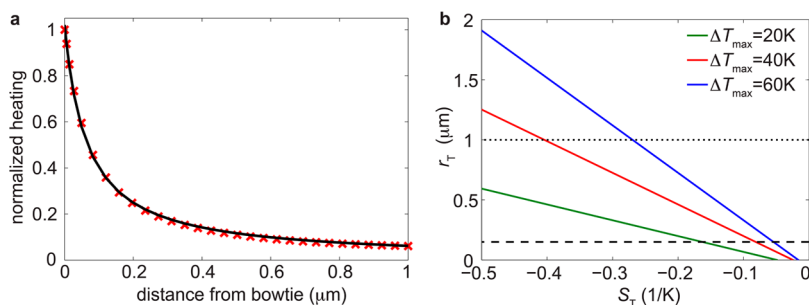 a
1
0.8
0.6
0.4
0.2
0
normalized heating
0 0.2 0.4 0.6 0.8 1
distance from bowtie (μm)
b
2
1.5
1
0.5
0
r_T (μm)
ΔT_max=20K
ΔT_max=40K
ΔT_max=60K
−0.5 −0.4 −0.3 −0.2 −0.1 0
S_T (1/K)